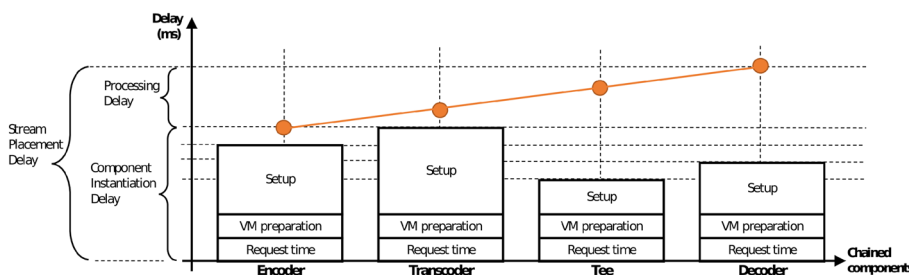 Delay
(ms)
Processing
Delay
Stream
Placement
Delay
Component
Instantiation
Delay
Setup
Setup
Setup
Setup
VM preparation
VM preparation
VM preparation
VM preparation
Request time
Request time
Request time
Request time
Encoder
Transcoder
Tee
Decoder
Chained
components